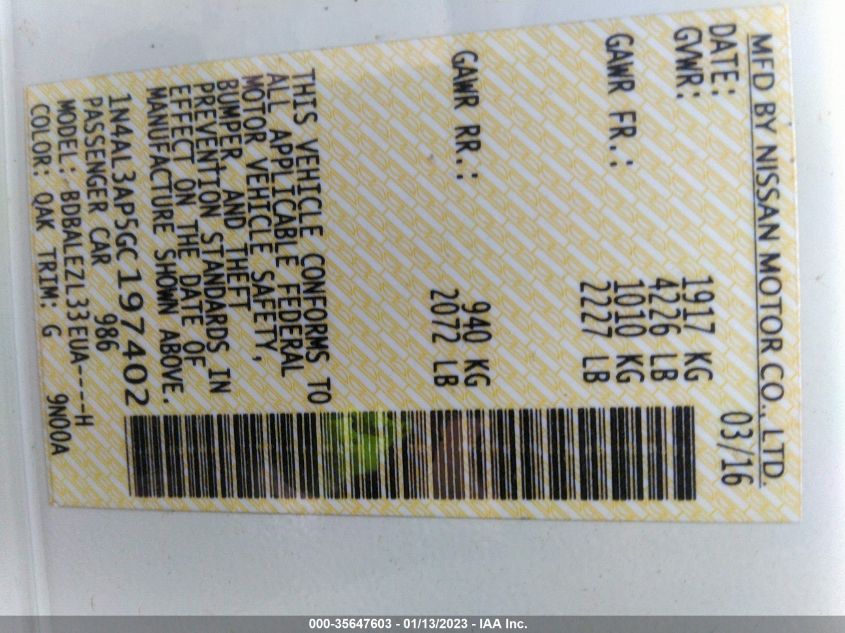 MFD BY NISSAN MOTOR CO., LTD.
DATE: 03/16
GVWR: 1917 KG
4226 LB
GAWR FR.: 1010 KG
2227 LB
GAWR RR.: 940 KG
2072 LB
THIS VEHICLE CONFORMS TO
ALL APPLICABLE FEDERAL
MOTOR VEHICLE SAFETY,
BUMPER AND THEFT
PREVENTION STANDARDS IN
EFFECT ON THE DATE OF
MANUFACTURE SHOWN ABOVE.
1N4AL3AP5GC197402
PASSENGER CAR 986
MODEL: BDBALEZL33EUA----H
COLOR: QAK TRIM: G 9N00A
000-35647603 - 01/13/2023 - IAA Inc.